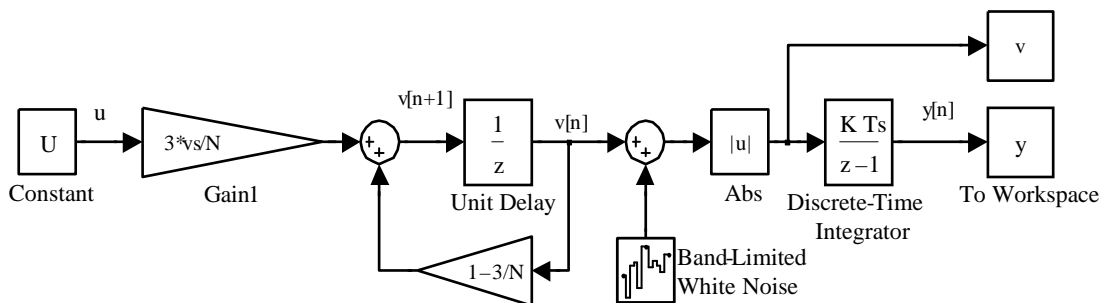 v
u
v[n+1]
v[n]
y[n]
U
3*vs/N
+
+
1
z
+
+
|u|
K Ts
z–1
y
Constant
Gain1
Unit Delay
Abs
Discrete-Time
Integrator
To Workspace
1–3/N
Band-Limited
White Noise